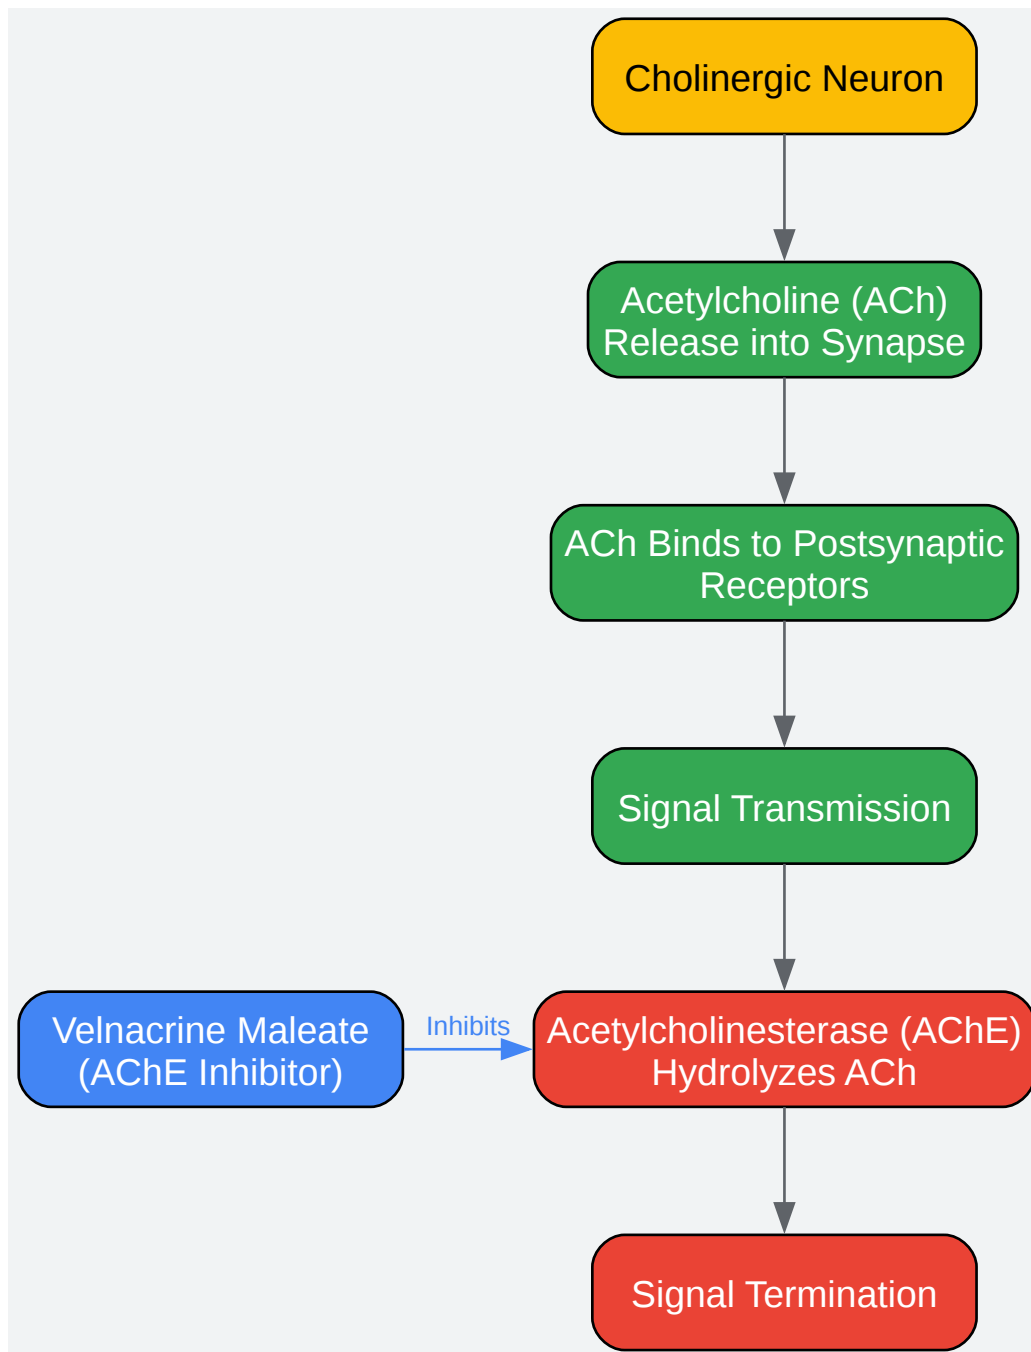 Cholinergic Neuron
Acetylcholine (ACh)
Release into Synapse
ACh Binds to Postsynaptic
Receptors
Signal Transmission
Velnacrine Maleate
(AChE Inhibitor)
Inhibits
Acetylcholinesterase (AChE)
Hydrolyzes ACh
Signal Termination